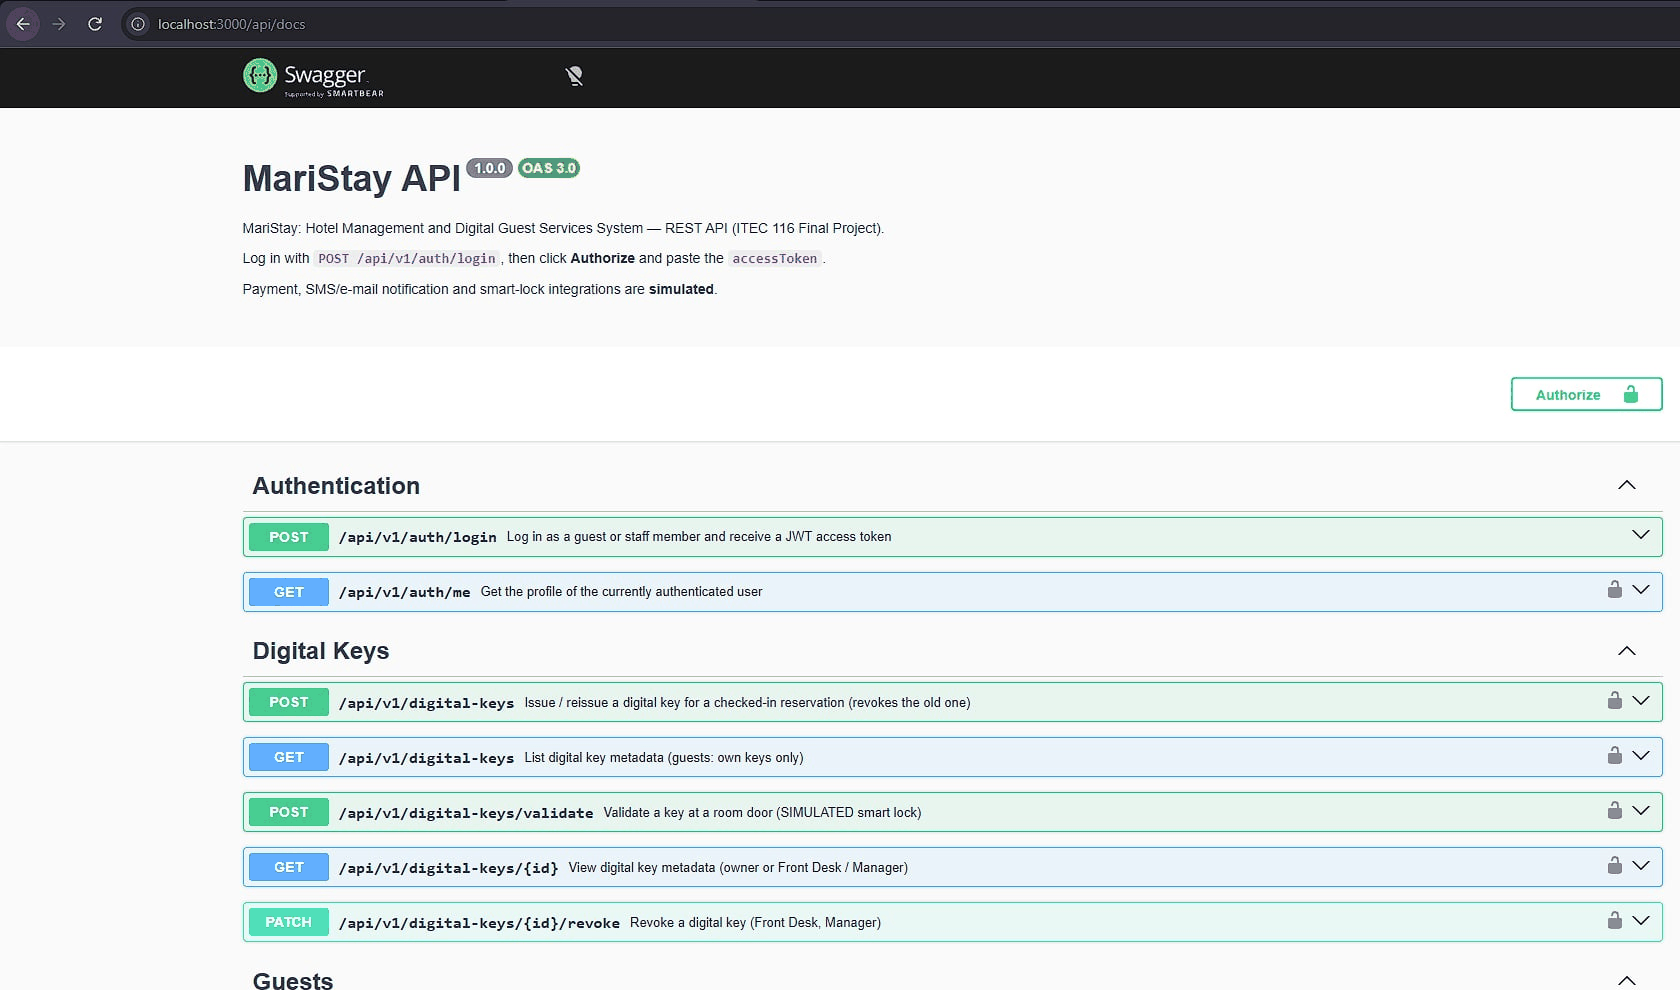 localhost:3000/api/docs
Swagger.
Supported by SMARTBEAR
MariStay API 1.0.0 OAS 3.0
MariStay: Hotel Management and Digital Guest Services System — REST API (ITEC 116 Final Project).
Log in with POST /api/v1/auth/login, then click Authorize and paste the accessToken.
Payment, SMS/e-mail notification and smart-lock integrations are simulated.
Authorize
Authentication
POST /api/v1/auth/login Log in as a guest or staff member and receive a JWT access token
GET /api/v1/auth/me Get the profile of the currently authenticated user
Digital Keys
POST /api/v1/digital-keys Issue / reissue a digital key for a checked-in reservation (revokes the old one)
GET /api/v1/digital-keys List digital key metadata (guests: own keys only)
POST /api/v1/digital-keys/validate Validate a key at a room door (SIMULATED smart lock)
GET /api/v1/digital-keys/{id} View digital key metadata (owner or Front Desk / Manager)
PATCH /api/v1/digital-keys/{id}/revoke Revoke a digital key (Front Desk, Manager)
Guests